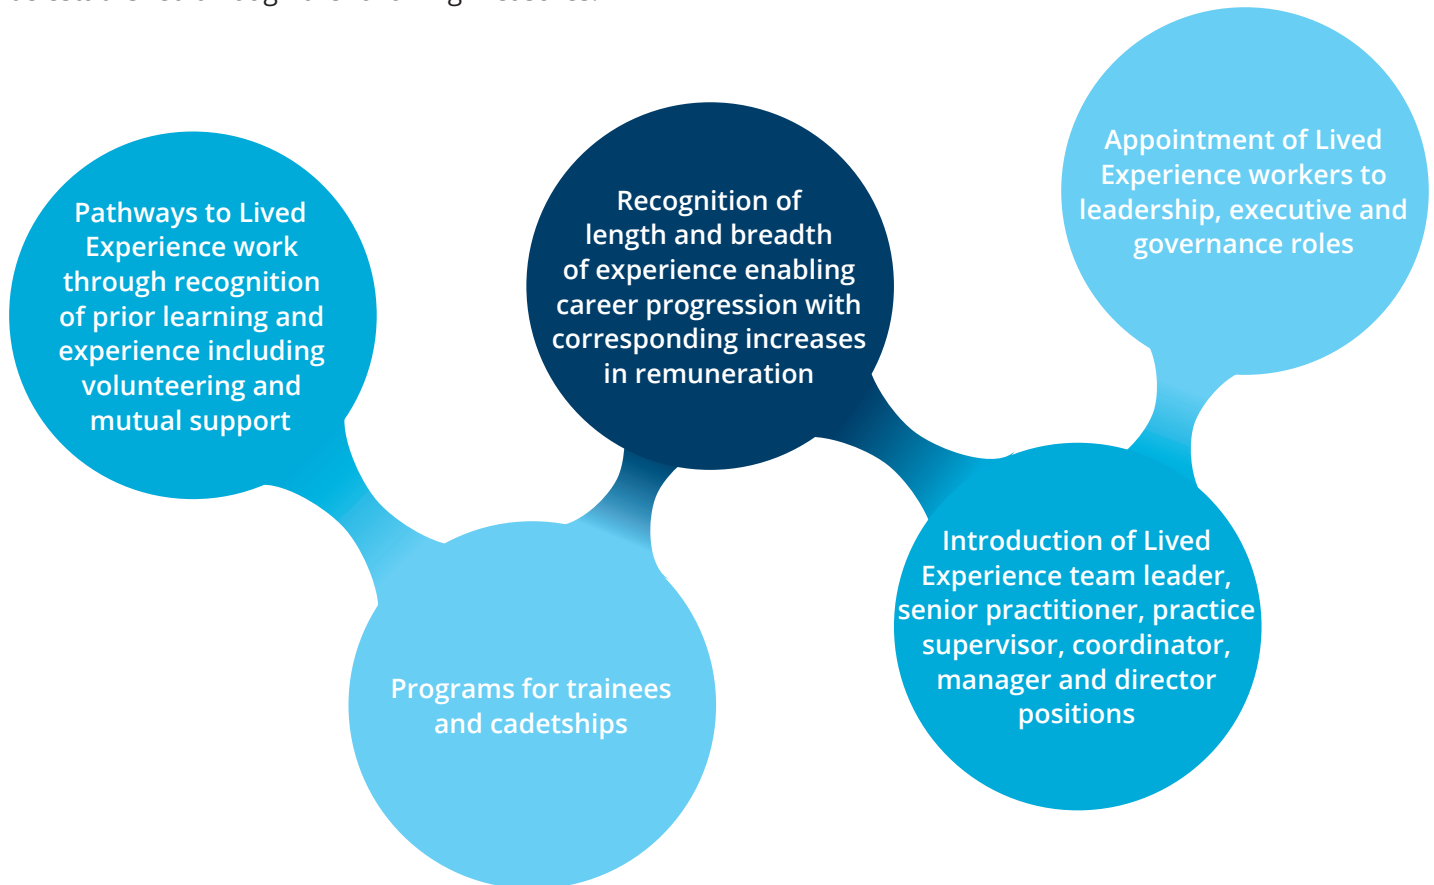 Pathways to Lived
Experience work
through recognition
of prior learning and
experience including
volunteering and
mutual support
Programs for trainees
and cadetships
Recognition of
length and breadth
of experience enabling
career progression with
corresponding increases
in remuneration
Introduction of Lived
Experience team leader,
senior practitioner, practice
supervisor, coordinator,
manager and director
positions
Appointment of Lived
Experience workers to
leadership, executive and
governance roles